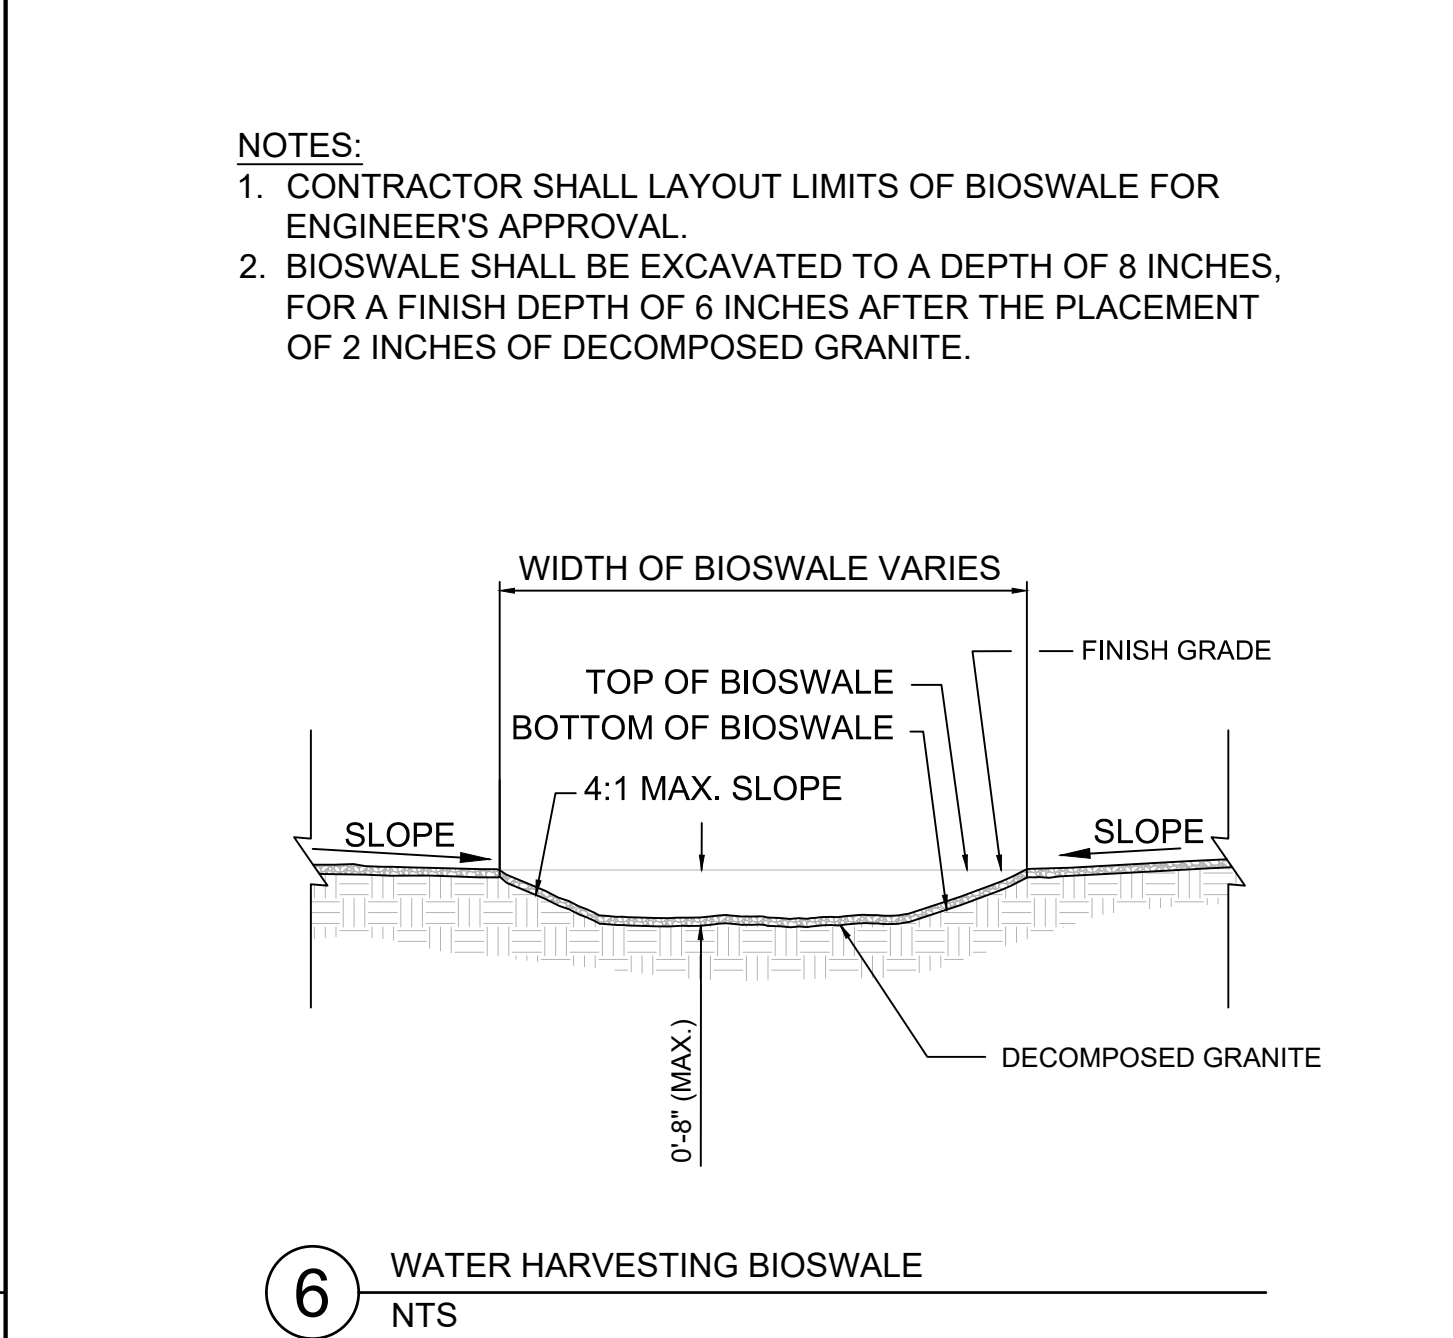 NOTES:
1. CONTRACTOR SHALL LAYOUT LIMITS OF BIOSWALE FOR
ENGINEER'S APPROVAL.
2. BIOSWALE SHALL BE EXCAVATED TO A DEPTH OF 8 INCHES,
FOR A FINISH DEPTH OF 6 INCHES AFTER THE PLACEMENT
OF 2 INCHES OF DECOMPOSED GRANITE.
WIDTH OF BIOSWALE VARIES
FINISH GRADE
TOP OF BIOSWALE
BOTTOM OF BIOSWALE
4:1 MAX. SLOPE
SLOPE
SLOPE
0'-8" (MAX.)
DECOMPOSED GRANITE
6
WATER HARVESTING BIOSWALE
NTS